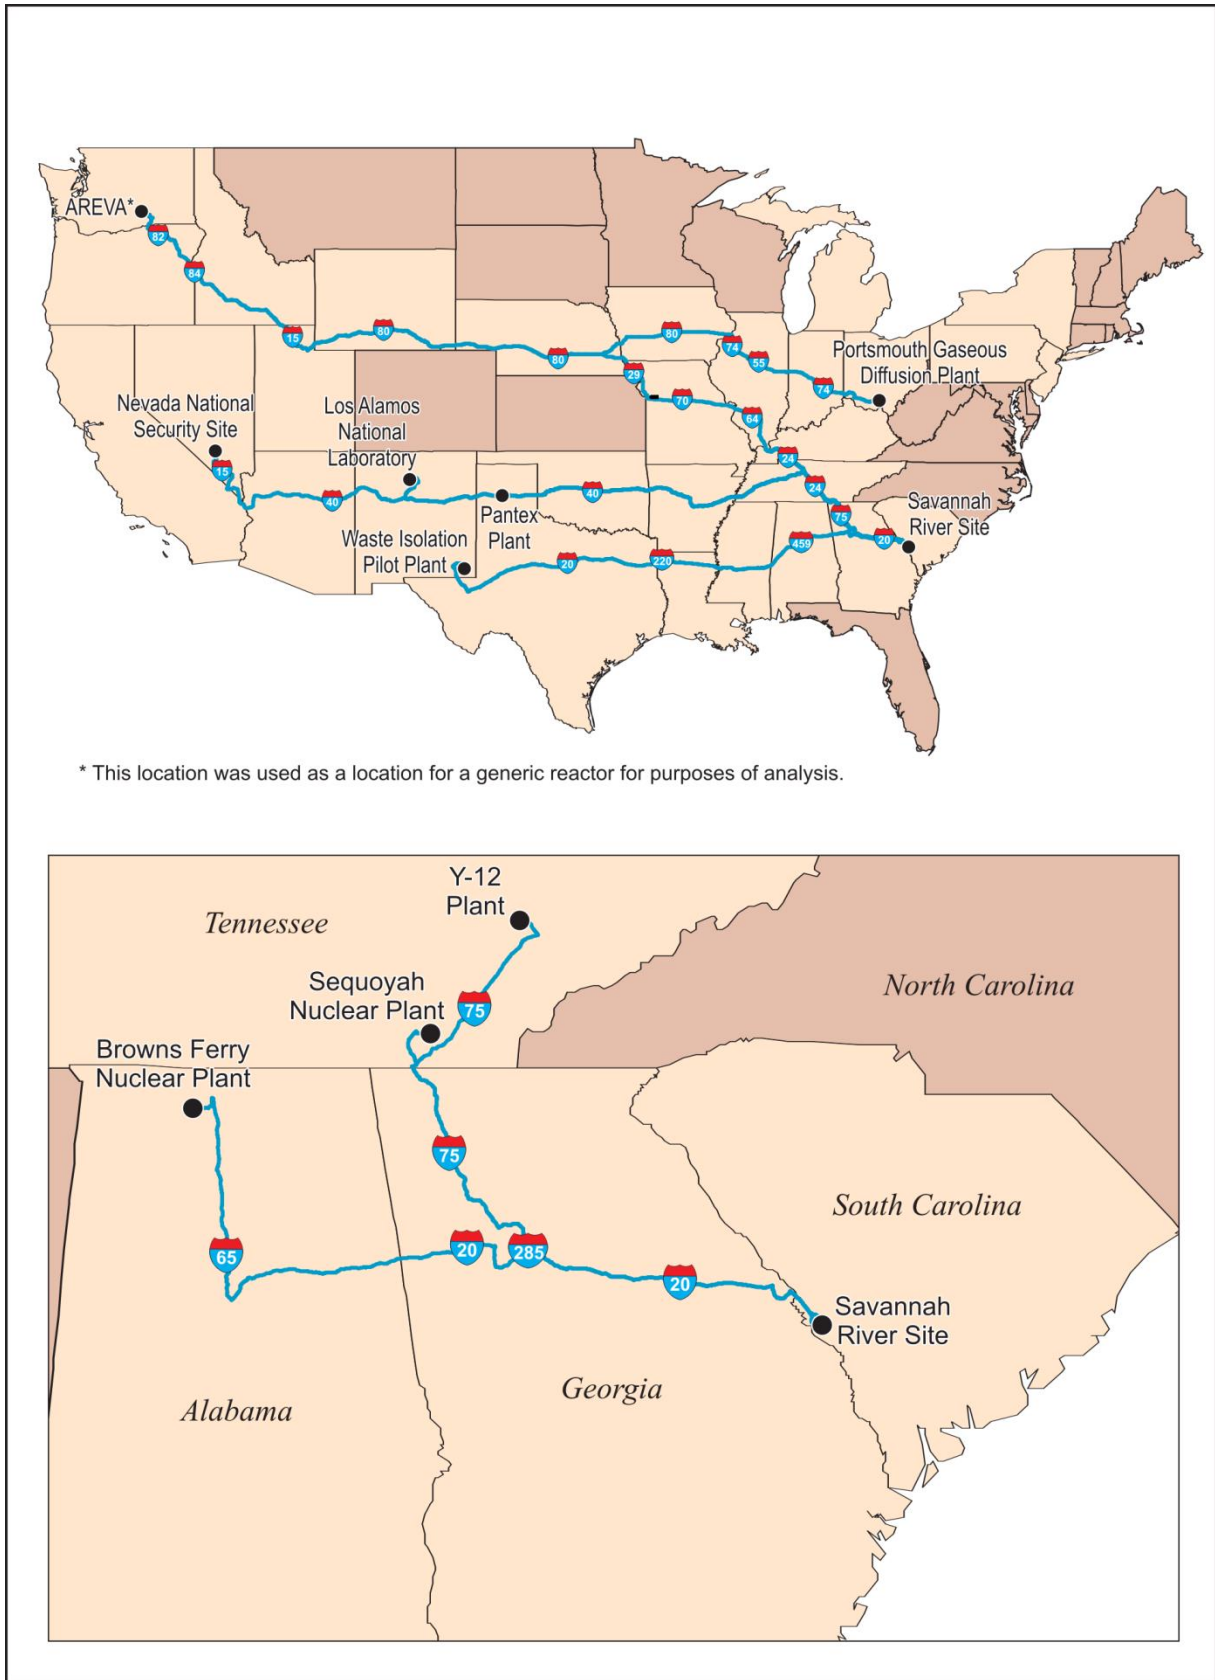 AREVA*
82
84
15
80
80
80
74
55
74
Portsmouth Gaseous
Diffusion Plant
29
70
64
24
24
75
Nevada National
Security Site
15
Los Alamos
National
Laboratory
40
40
Pantex
Plant
Waste Isolation
Pilot Plant
20
220
459
20
Savannah
River Site
* This location was used as a location for a generic reactor for purposes of analysis.
Y-12
Plant
Tennessee
Sequoyah
Nuclear Plant
75
North Carolina
Browns Ferry
Nuclear Plant
75
South Carolina
65
20
285
20
Savannah
River Site
Alabama
Georgia